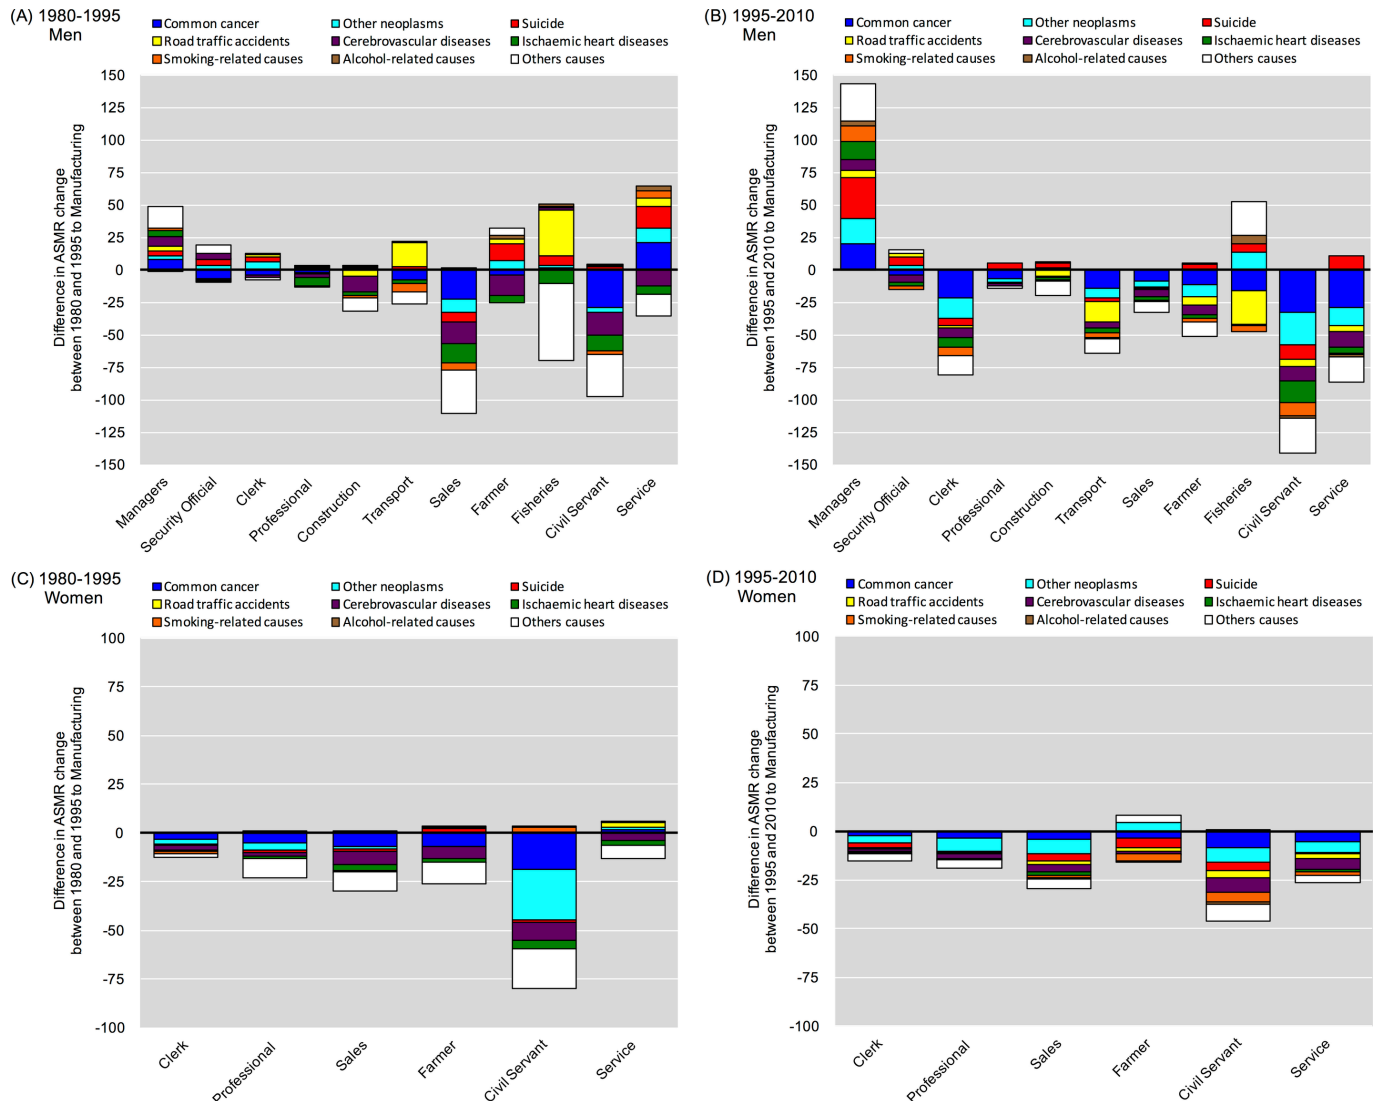 (A) 1980-1995
Men
Common cancer
Other neoplasms
Suicide
Road traffic accidents
Cerebrovascular diseases
Ischaemic heart diseases
Smoking-related causes
Alcohol-related causes
Others causes
Difference in ASMR change
between 1980 and 1995 to Manufacturing
150
125
100
75
50
25
0
-25
-50
-75
-100
-125
-150
Managers
Security Official
Clerk
Professional
Construction
Transport
Sales
Farmer
Fisheries
Civil Servant
Service
(B) 1995-2010
Men
Common cancer
Other neoplasms
Suicide
Road traffic accidents
Cerebrovascular diseases
Ischaemic heart diseases
Smoking-related causes
Alcohol-related causes
Others causes
Difference in ASMR change
between 1995 and 2010 to Manufacturing
150
125
100
75
50
25
0
-25
-50
-75
-100
-125
-150
Managers
Security Official
Clerk
Professional
Construction
Transport
Sales
Farmer
Fisheries
Civil Servant
Service
(C) 1980-1995
Women
Common cancer
Other neoplasms
Suicide
Road traffic accidents
Cerebrovascular diseases
Ischaemic heart diseases
Smoking-related causes
Alcohol-related causes
Others causes
Difference in ASMR change
between 1980 and 1995 to Manufacturing
100
75
50
25
0
-25
-50
-75
-100
Clerk
Professional
Sales
Farmer
Civil Servant
Service
(D) 1995-2010
Women
Common cancer
Other neoplasms
Suicide
Road traffic accidents
Cerebrovascular diseases
Ischaemic heart diseases
Smoking-related causes
Alcohol-related causes
Others causes
Difference in ASMR change
between 1995 and 2010 to Manufacturing
100
75
50
25
0
-25
-50
-75
-100
Clerk
Professional
Sales
Farmer
Civil Servant
Service